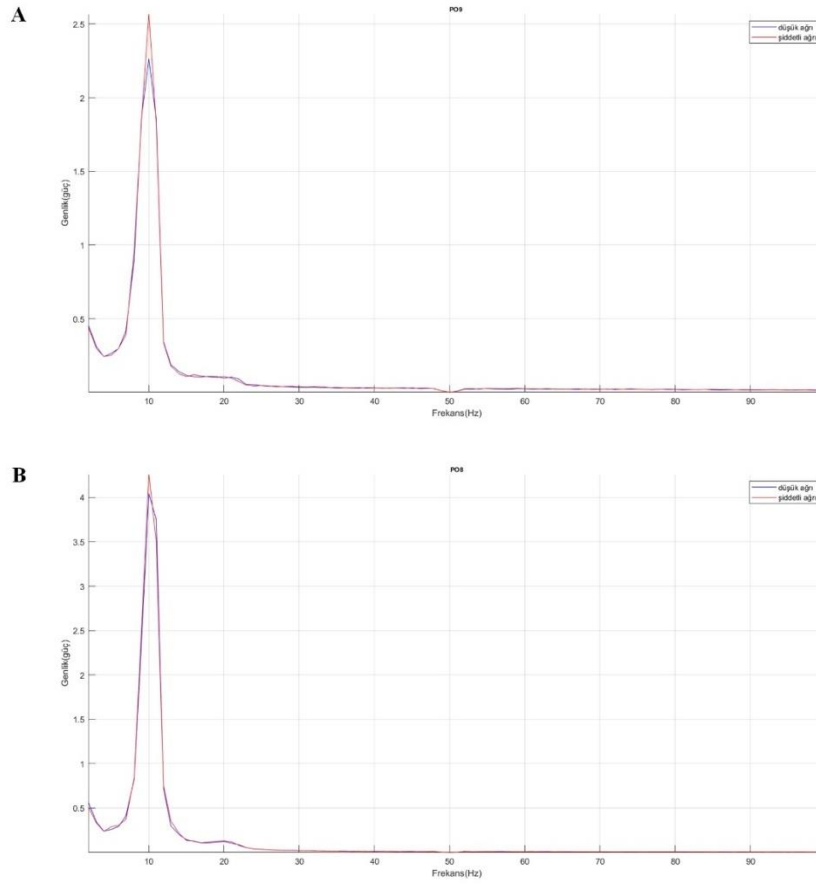 A
PO8
düşük ağrı
şiddetli ağrı
2.5
2
1.5
1
0.5
Genlik(güç)
10 20 30 40 50 60 70 80 90
Frekans(Hz)
B
PO8
düşük ağrı
şiddetli ağrı
4
3.5
3
2.5
2
1.5
1
0.5
Genlik(güç)
10 20 30 40 50 60 70 80 90
Frekans(Hz)